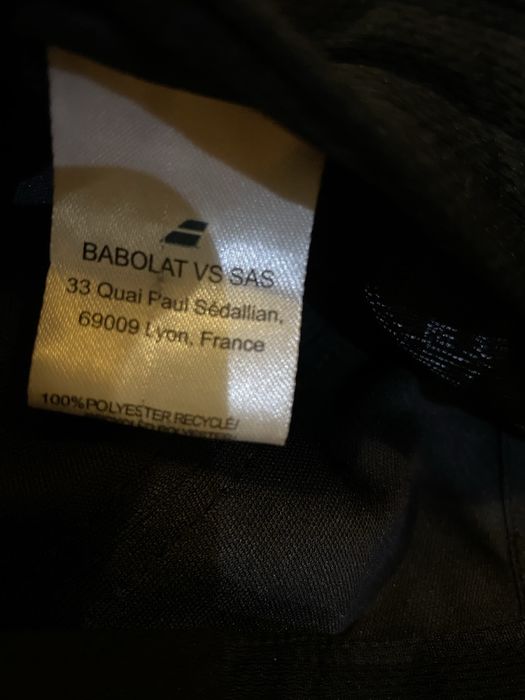 BABOLAT VS SAS
33 Quai Paul Sédallian,
69009 Lyon, France
100%POLYESTER RECYCLÉ/